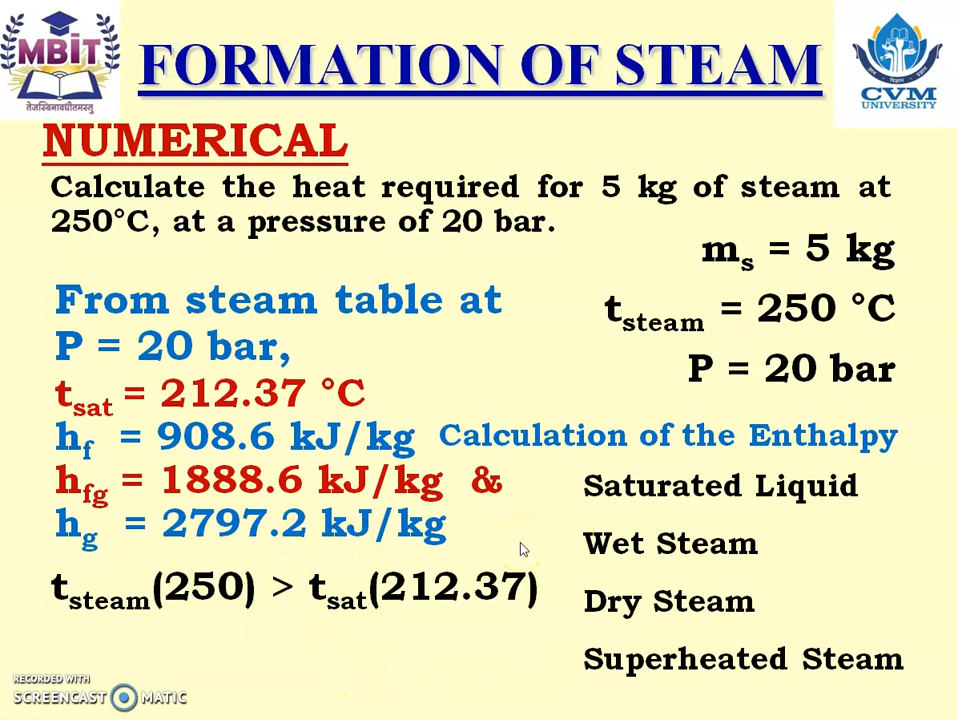 MBIT
तेजस्विनावधीतमस्तु
FORMATION OF STEAM
CVM
UNIVERSITY
NUMERICAL
Calculate the heat required for 5 kg of steam at
250°C, at a pressure of 20 bar.
ms = 5 kg
From steam table at
tsteam = 250 °C
P = 20 bar,
P = 20 bar
tsat = 212.37 °C
hf = 908.6 kJ/kg
Calculation of the Enthalpy
hfg = 1888.6 kJ/kg &
Saturated Liquid
hg = 2797.2 kJ/kg
Wet Steam
tsteam(250) > tsat(212.37)
Dry Steam
Superheated Steam
RECORDED WITH
SCREENCAST MATIC